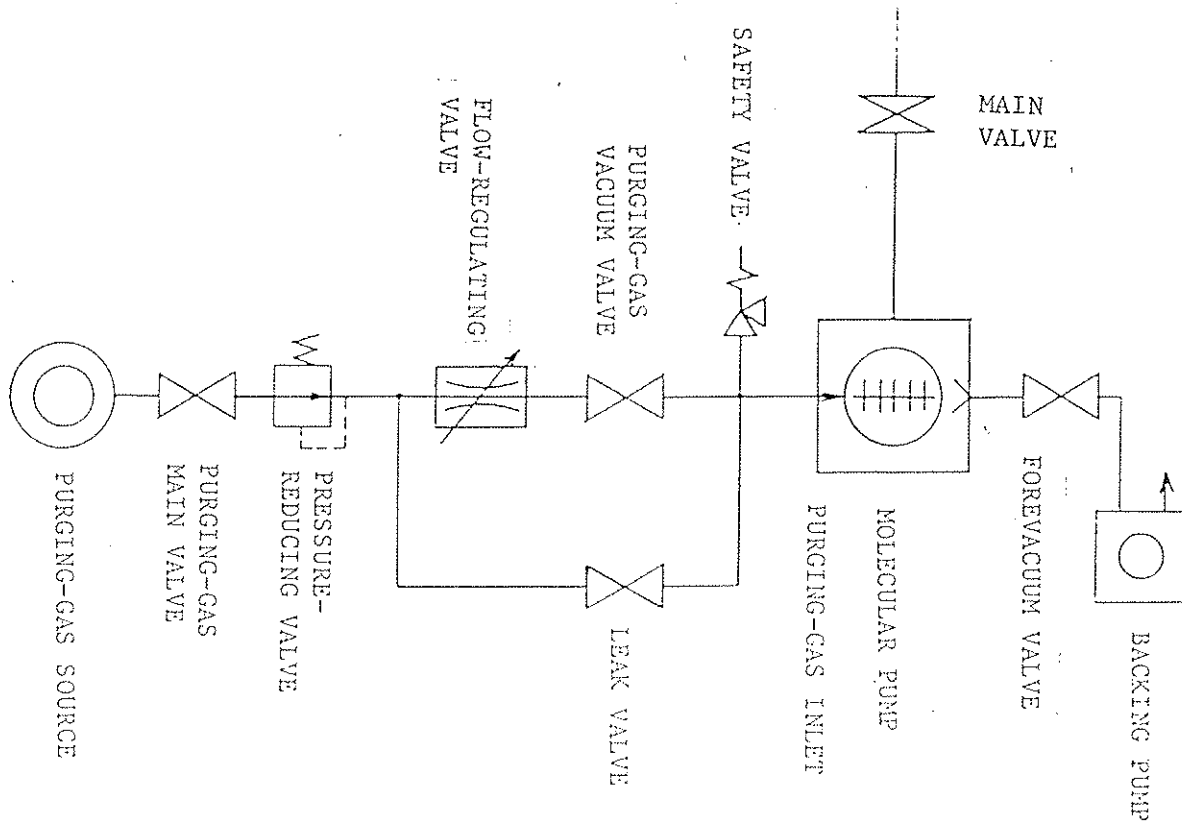 MAIN
VALVE
SAFETY VALVE
PURGING-GAS
VACUUM VALVE
FLOW-REGULATING
VALVE
PURGING-GAS SOURCE
PURGING-GAS
MAIN VALVE
PRESSURE-
REDUCING VALVE
LEAK VALVE
PURGING-GAS INLET
MOLECULAR PUMP
FOREVACUUM VALVE
BACKING PUMP